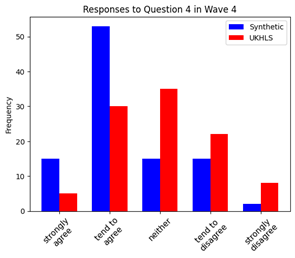 Responses to Question 4 in Wave 4
Synthetic
UKHLS
Frequency
50
40
30
20
10
0
strongly
agree
tend to
agree
neither
tend to
disagree
strongly
disagree